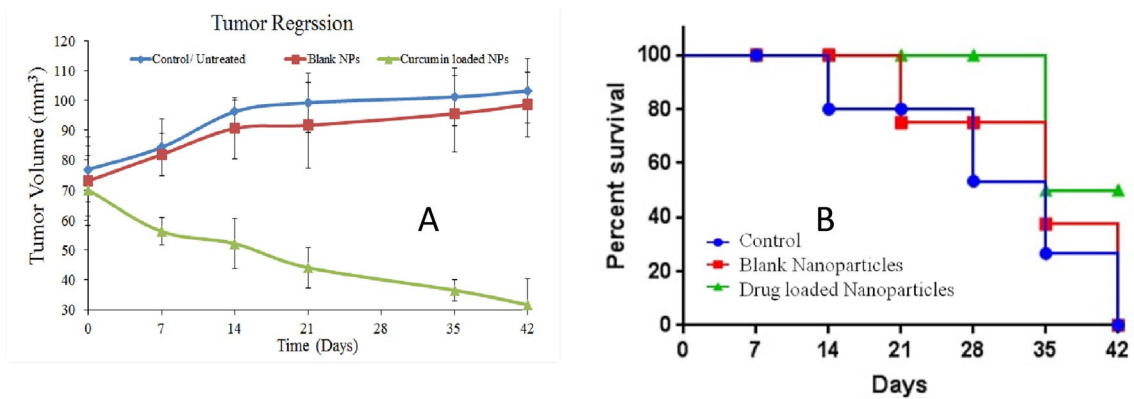 Tumor Regrssion
Control/ Untreated
Blank NPs
Curcumin loaded NPs
Tumor Volume (mm³)
120
110
100
90
80
70
60
50
40
30
0 7 14 21 28 35 42
Time (Days)
A
Percent survival
100
80
60
40
20
0
0 7 14 21 28 35 42
Days
B
Control
Blank Nanoparticles
Drug loaded Nanoparticles